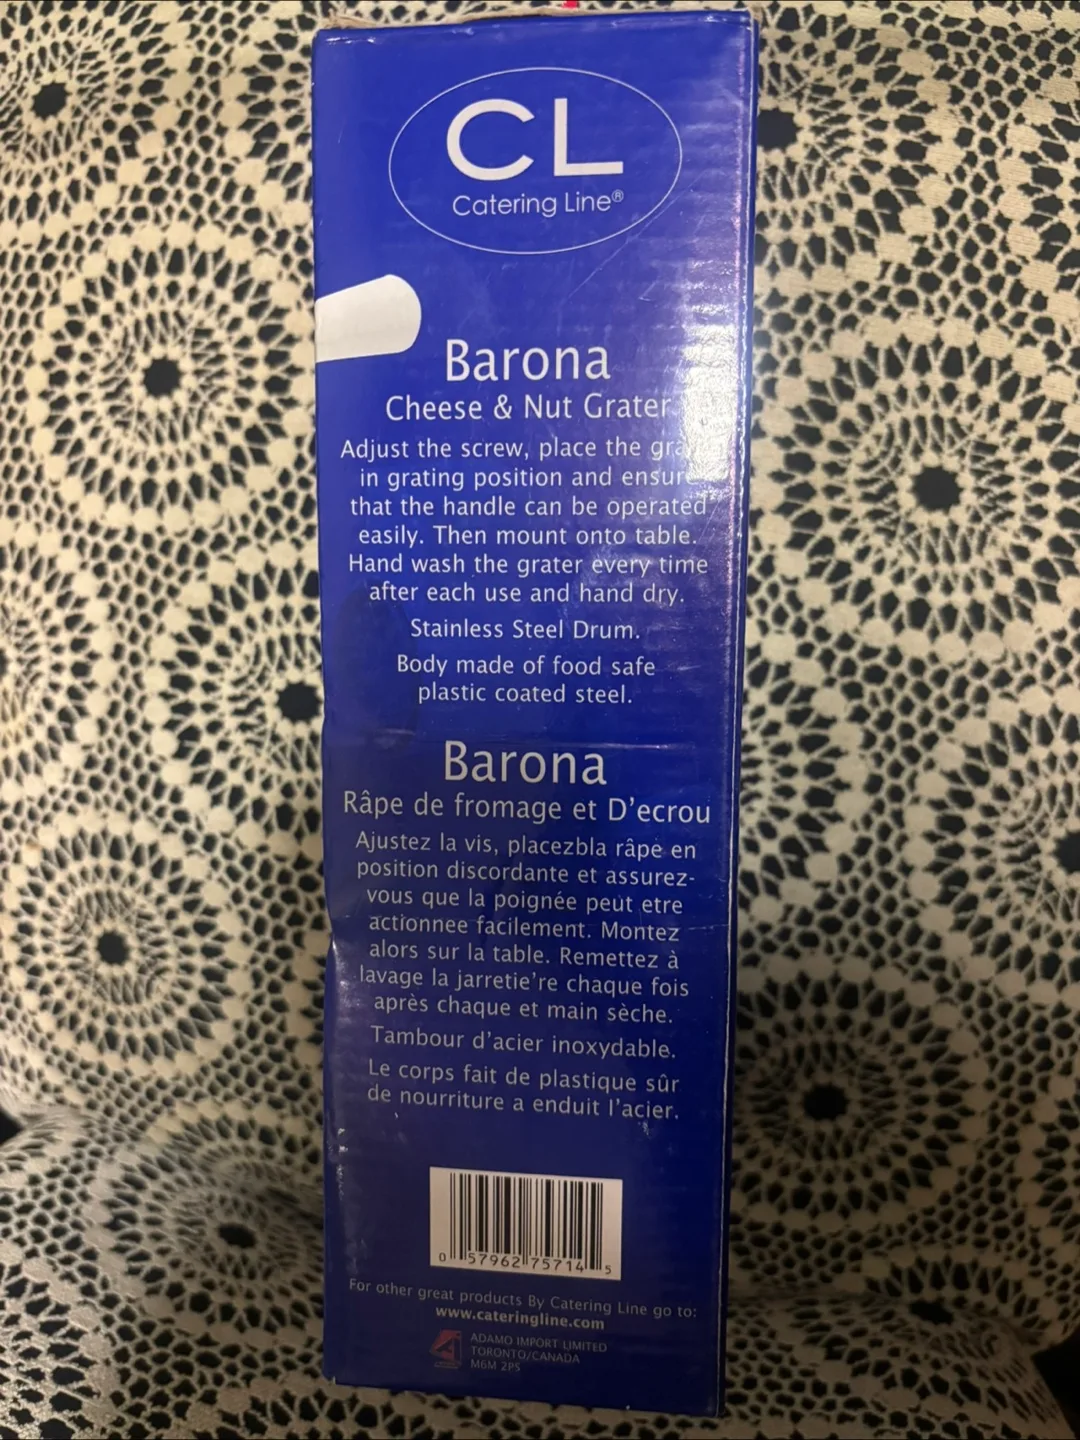 CL
Catering Line®
Barona
Cheese & Nut Grater
Adjust the screw, place the
in grating position and ensure
that the handle can be operated
easily. Then mount onto table.
Hand wash the grater every time
after each use and hand dry.
Stainless Steel Drum.
Body made of food safe
plastic coated steel.
Barona
Râpe de fromage et D'ecrou
Ajustez la vis, placezbla râpe en
position discordante et assurez-
vous que la poignée peut etre
actionnee facilement. Montez
alors sur la table. Remettez à
lavage la jarretie're chaque fois
après chaque et main sèche.
Tambour d'acier inoxydable.
Le corps fait de plastique sûr
de nourriture a enduit l'acier.
0 57962 75714 5
For other great products By Catering Line go to:
www.cateringline.com
ADAMO IMPORT LIMITED
TORONTO/CANADA
M6M 2P5